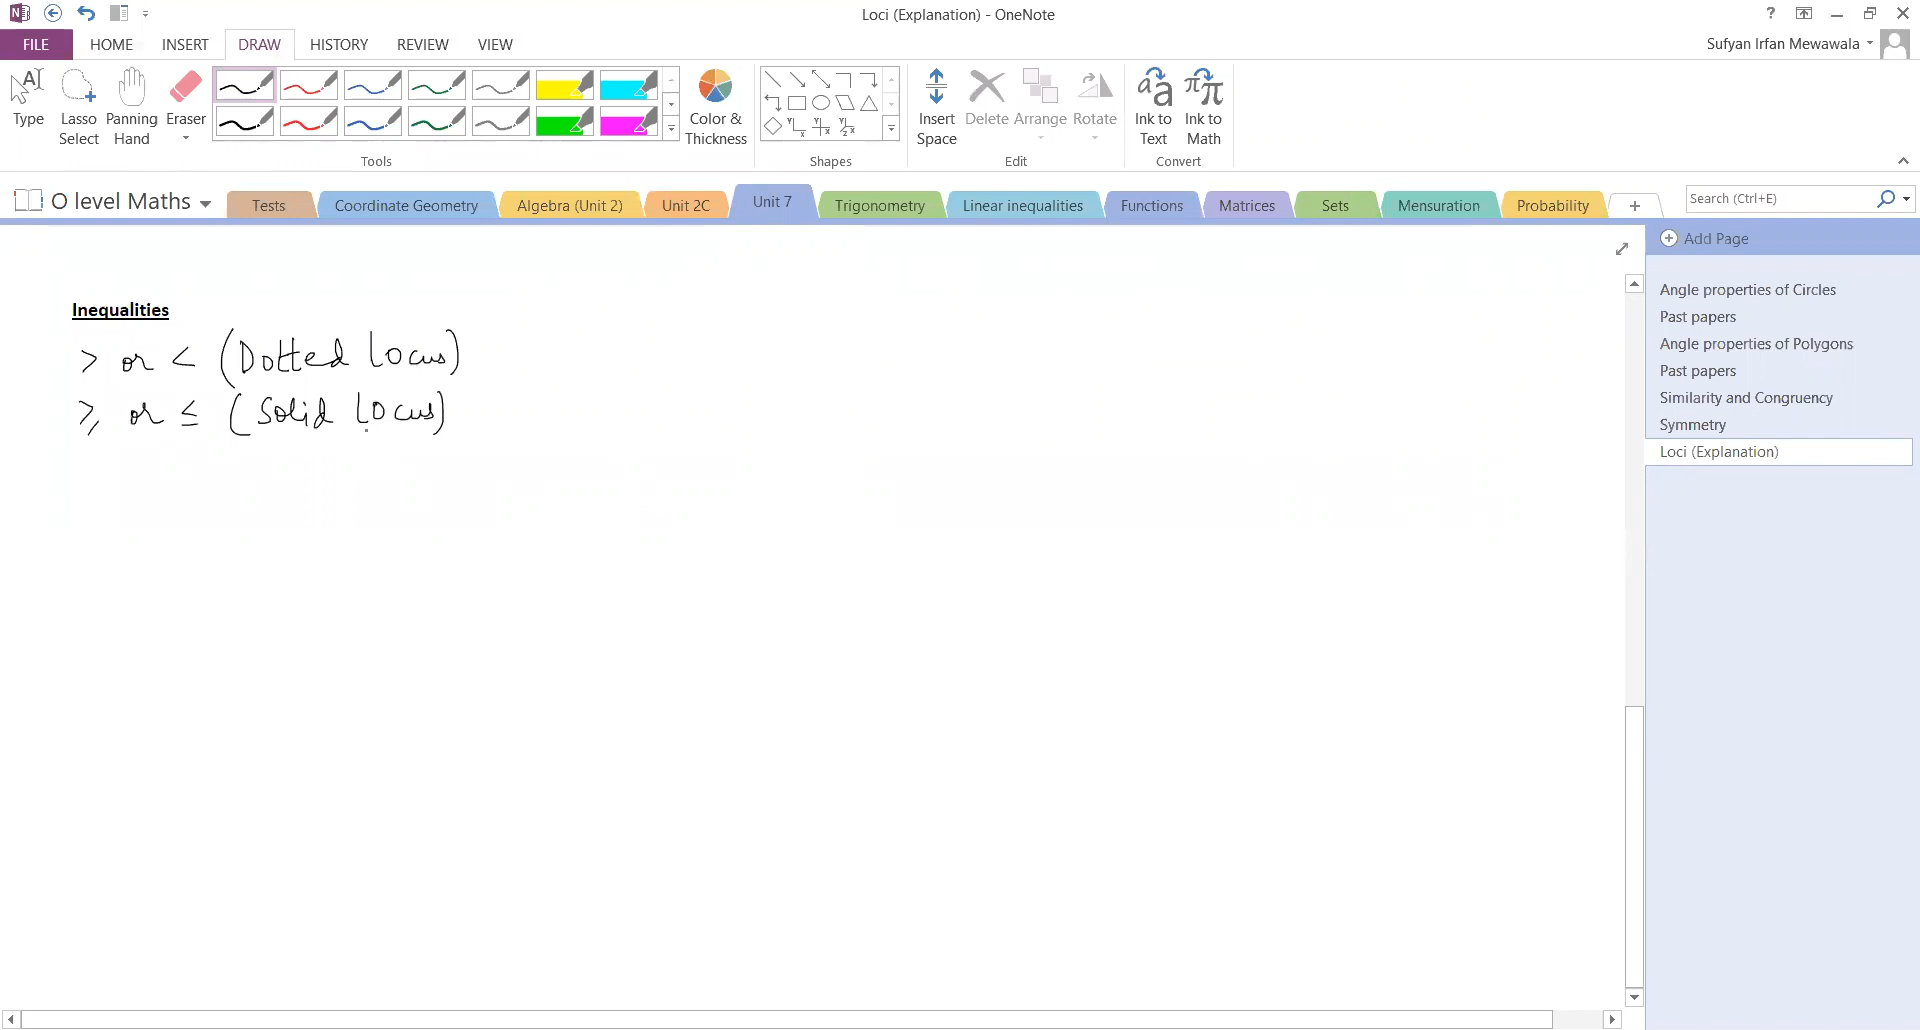 Loci (Explanation) - OneNote
?
FILE HOME INSERT DRAW HISTORY REVIEW VIEW
Sufyan Irfan Mewawala
Type
Lasso Select
Panning Hand
Eraser
Color & Thickness
Insert Space
Delete
Arrange
Rotate
Ink to Text
Ink to Math
Tools
Shapes
Edit
Convert
O level Maths
Tests
Coordinate Geometry
Algebra (Unit 2)
Unit 2C
Unit 7
Trigonometry
Linear inequalities
Functions
Matrices
Sets
Mensuration
Probability
+
Search (Ctrl+E)
Add Page
Angle properties of Circles
Past papers
Angle properties of Polygons
Past papers
Similarity and Congruency
Symmetry
Loci (Explanation)
Inequalities
> or < (Dotted locus)
≥ or ≤ (Solid locus)